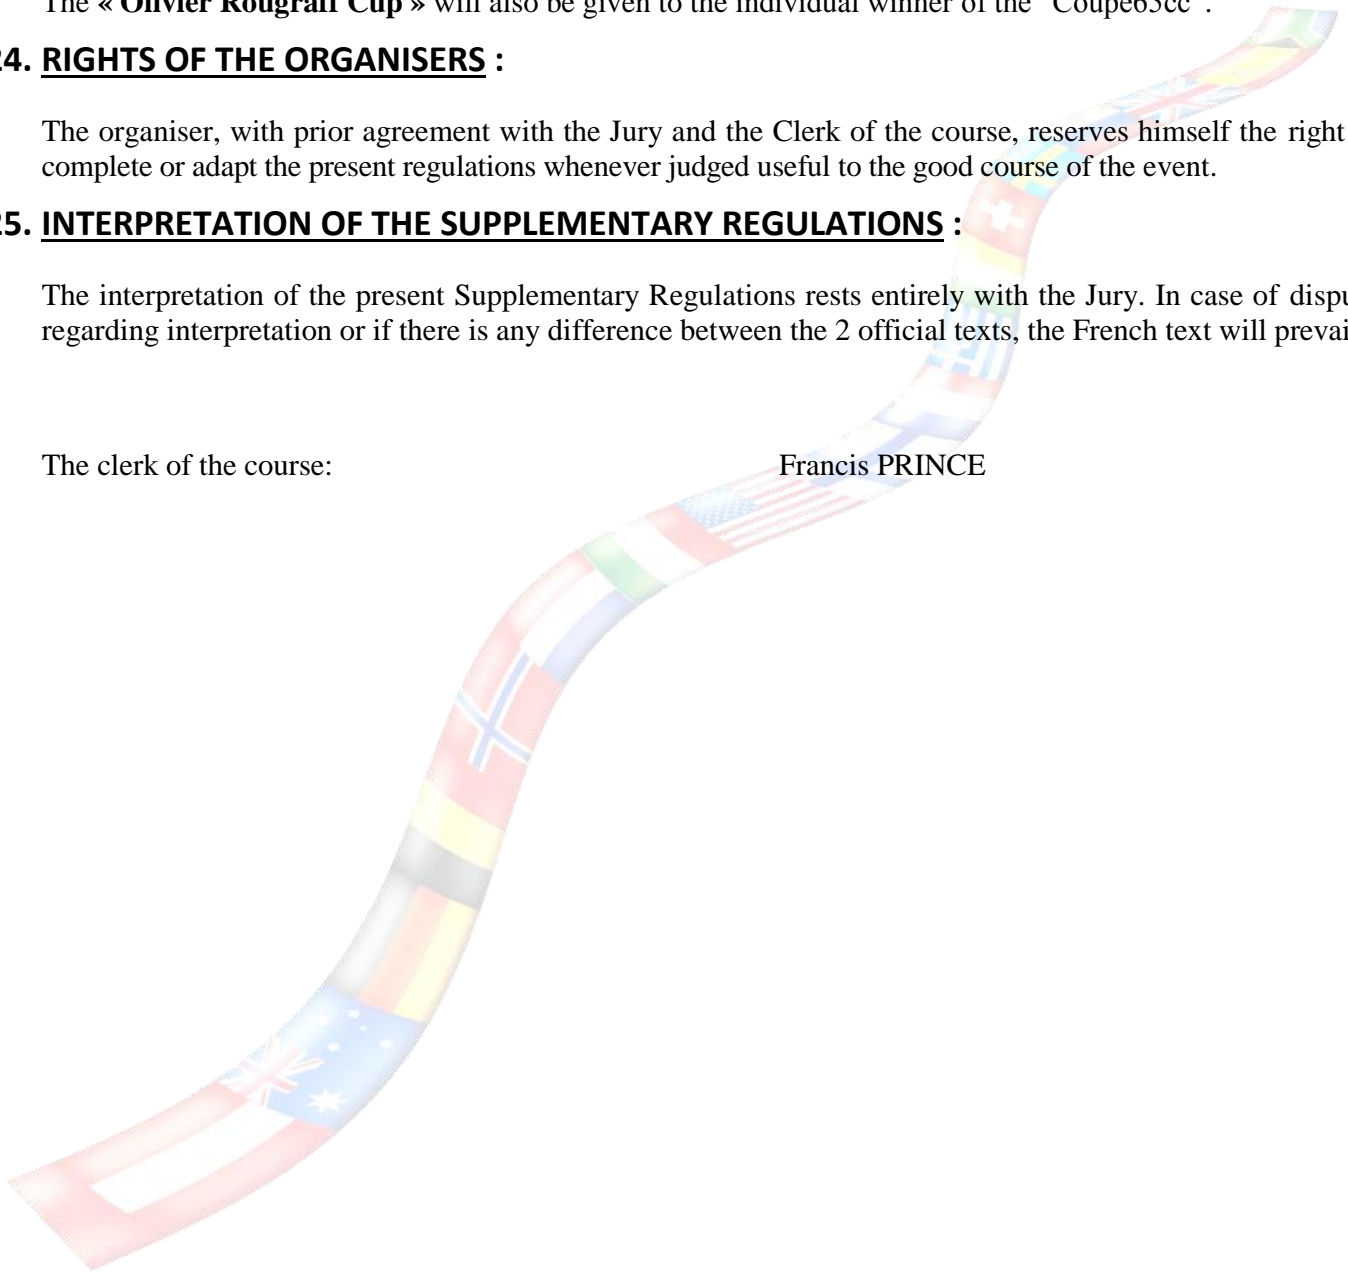 The « Olivier Rougraff Cup » will also be given to the individual winner of the "Coupe65cc".
24. RIGHTS OF THE ORGANISERS :
The organiser, with prior agreement with the Jury and the Clerk of the course, reserves himself the right
complete or adapt the present regulations whenever judged useful to the good course of the event.
25. INTERPRETATION OF THE SUPPLEMENTARY REGULATIONS :
The interpretation of the present Supplementary Regulations rests entirely with the Jury. In case of
regarding interpretation or if there is any difference between the 2 official texts, the French text will
The clerk of the course: Francis PRINCE